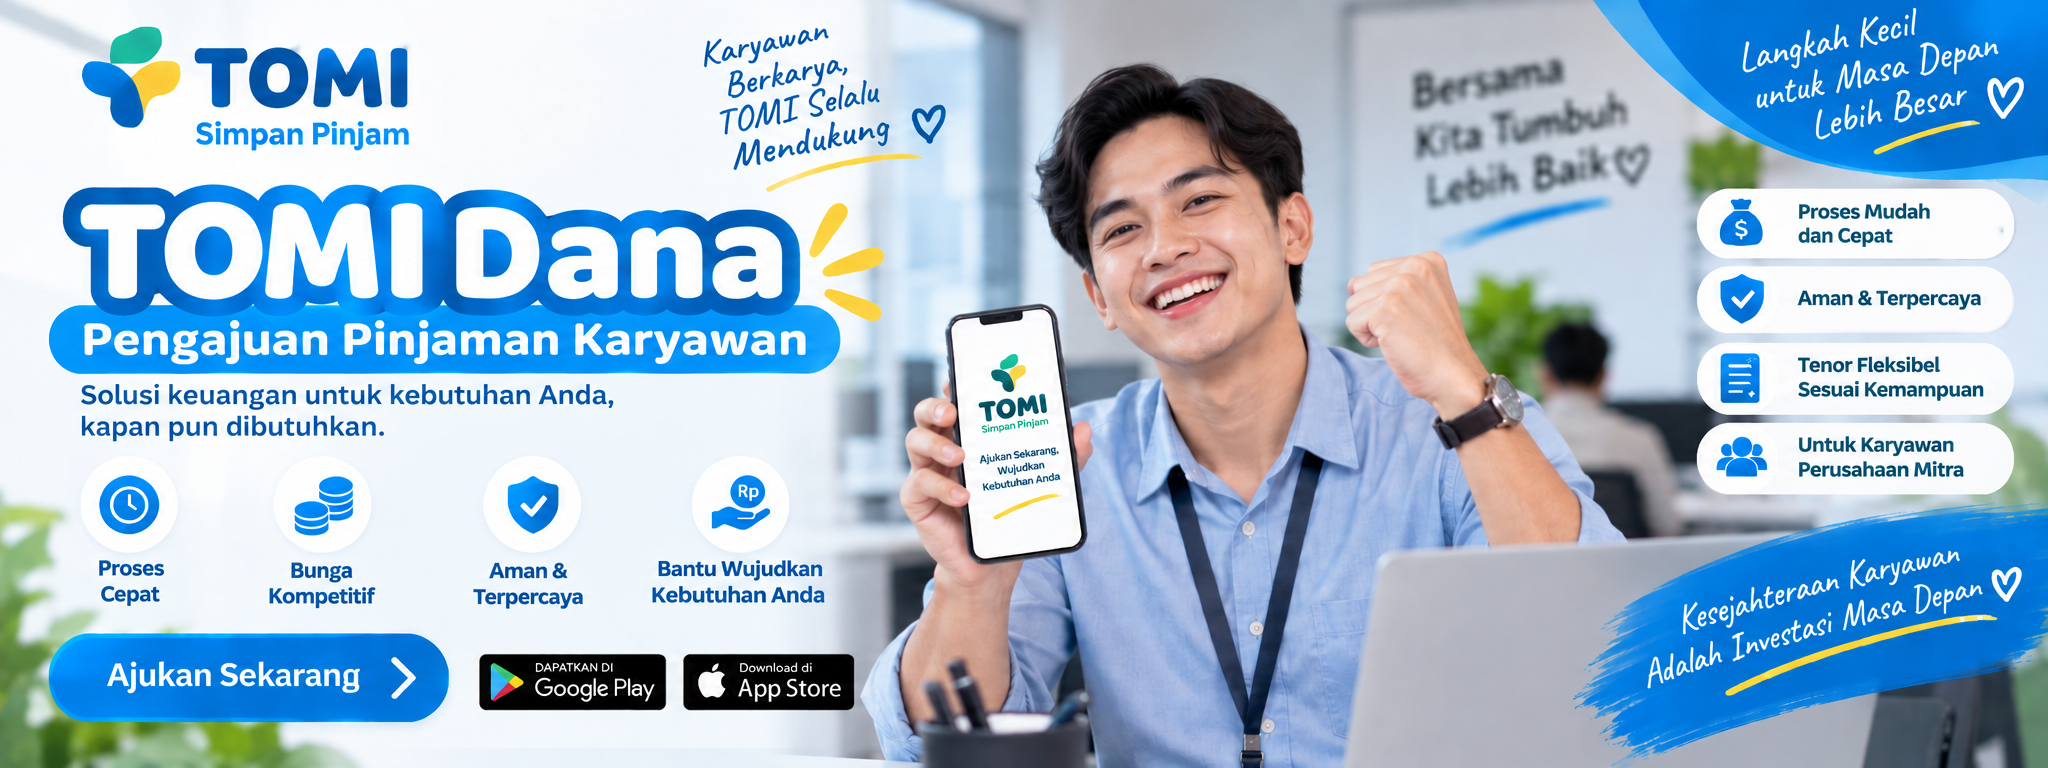 TOMI
Simpan Pinjam
TOMI Dana
Pengajuan Pinjaman Karyawan
Solusi keuangan untuk kebutuhan Anda,
kapan pun dibutuhkan.
Proses
Cepat
Bunga
Kompetitif
Aman &
Terpercaya
Rp
Bantu Wujudkan
Kebutuhan Anda
Ajukan Sekarang
DAPATKAN DI
Google Play
Download di
App Store
Karyawan
Berkarya,
TOMI Selalu
Mendukung
TOMI
Simpan Pinjam
Ajukan Sekarang,
Wujudkan
Kebutuhan Anda
Bersama
Kita Tumbuh
Lebih Baik
Langkah Kecil
untuk Masa Depan
Lebih Besar
$
Proses Mudah
dan Cepat
Aman & Terpercaya
Tenor Fleksibel
Sesuai Kemampuan
Untuk Karyawan
Perusahaan Mitra
Kesejahteraan Karyawan
Adalah Investasi Masa Depan